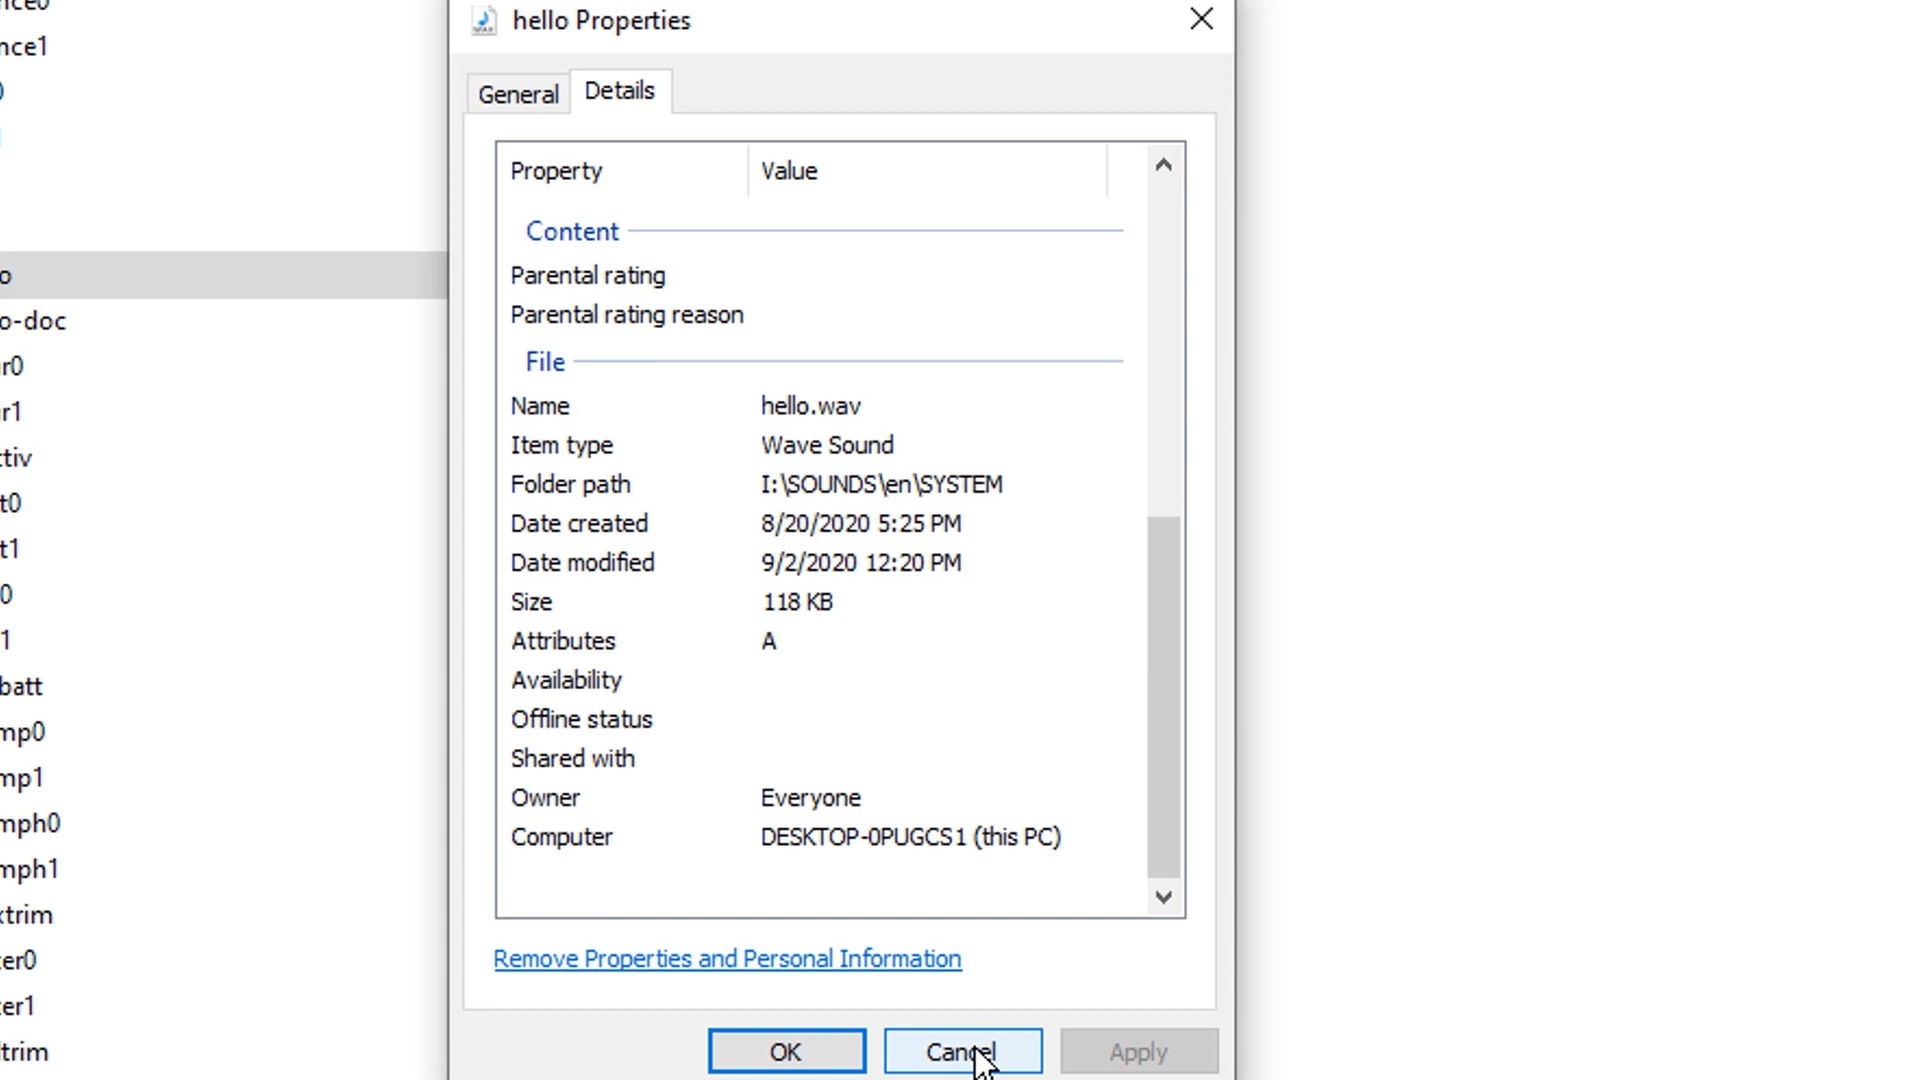 hello Properties
nce1
General
Details
Property Value
Content
Parental rating
Parental rating reason
o-doc
File
r0
Name hello.wav
r1
Item type Wave Sound
tiv
Folder path I:\SOUNDS\en\SYSTEM
t0
Date created 8/20/2020 5:25 PM
t1
Date modified 9/2/2020 12:20 PM
0
Size 118 KB
1
Attributes A
batt
Availability
Offline status
mp0
Shared with
mp1
Owner Everyone
mph0
Computer DESKTOP-0PUGCS1 (this PC)
mph1
xtrim
Remove Properties and Personal Information
er0
er1
OK Cancel Apply
trim